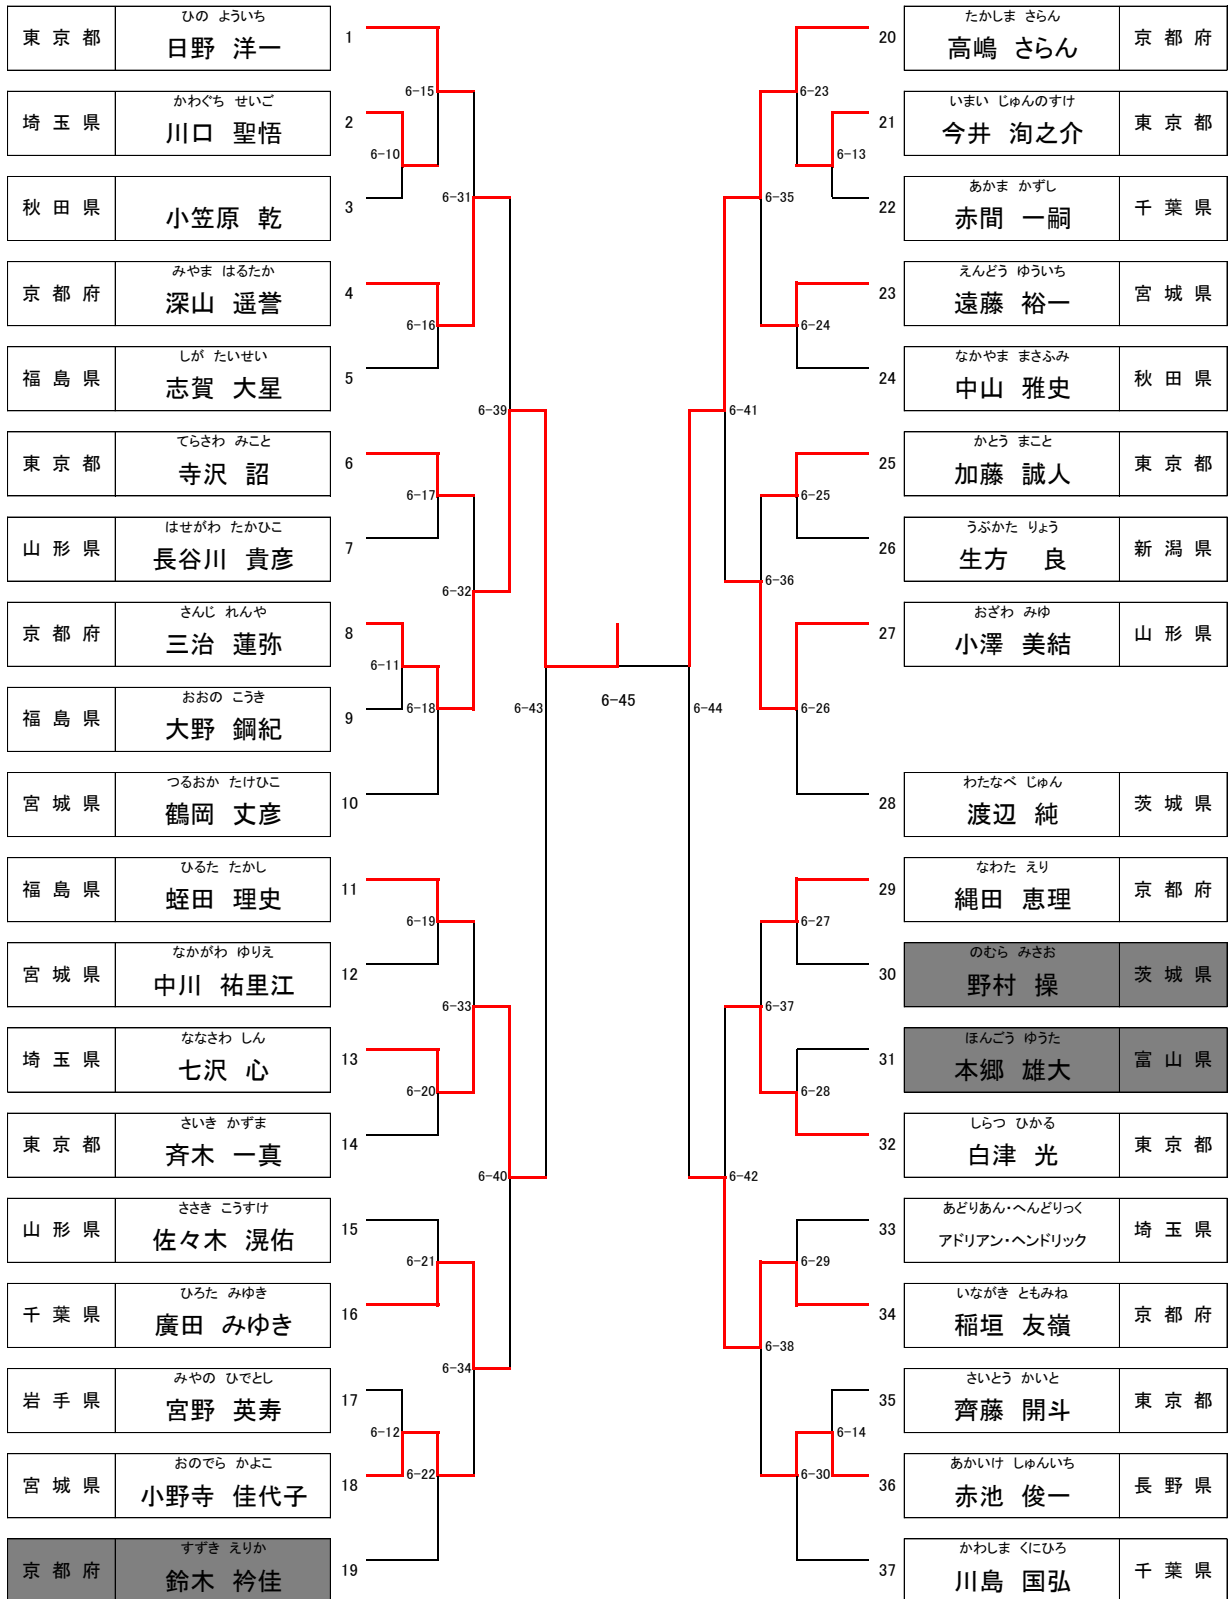 東京都
ひの よういち
日野 洋一
1
埼玉県
かわぐち せいご
川口 聖悟
2
秋田県
小笠原 乾
3
京都府
みやま はるたか
深山 遥誉
4
福島県
しが たいせい
志賀 大星
5
東京都
てらさわ みこと
寺沢 詔
6
山形県
はせがわ たかひこ
長谷川 貴彦
7
京都府
さんじ れんや
三治 蓮弥
8
福島県
おおの こうき
大野 鋼紀
9
宮城県
つるおか たけひこ
鶴岡 丈彦
10
福島県
ひるた たかし
蛭田 理史
11
宮城県
なかがわ ゆりえ
中川 祐里江
12
埼玉県
ななさわ しん
七沢 心
13
東京都
さいき かずま
斉木 一真
14
山形県
ささき こうすけ
佐々木 滉佑
15
千葉県
ひろた みゆき
廣田 みゆき
16
岩手県
みやの ひでとし
宮野 英寿
17
宮城県
おのでら かよこ
小野寺 佳代子
18
京都府
すずき えりか
鈴木 衿佳
19
6-15
6-10
6-31
6-16
6-39
6-17
6-32
6-11
6-18
6-43
6-19
6-33
6-20
6-40
6-21
6-34
6-12
6-22
6-45
6-23
6-13
6-35
6-24
6-41
6-25
6-36
6-44
6-26
6-27
6-37
6-28
6-42
6-29
6-38
6-14
6-30
20
たかしま さらん
高嶋 さらん
京都府
21
いまい じゅんのすけ
今井 洵之介
東京都
22
あかま かずし
赤間 一嗣
千葉県
23
えんどう ゆういち
遠藤 裕一
宮城県
24
なかやま まさふみ
中山 雅史
秋田県
25
かとう まこと
加藤 誠人
東京都
26
うぶかた りょう
生方 良
新潟県
27
おざわ みゆ
小澤 美結
山形県
28
わたなべ じゅん
渡辺 純
茨城県
29
なわた えり
縄田 恵理
京都府
30
のむら みさお
野村 操
茨城県
31
ほんごう ゆうた
本郷 雄大
富山県
32
しらつ ひかる
白津 光
東京都
33
あどりあん・へんどりっく
アドリアン・ヘンドリック
埼玉県
34
いながき ともみね
稲垣 友嶺
京都府
35
さいとう かいと
齊藤 開斗
東京都
36
あかいけ しゅんいち
赤池 俊一
長野県
37
かわしま くにひろ
川島 国弘
千葉県